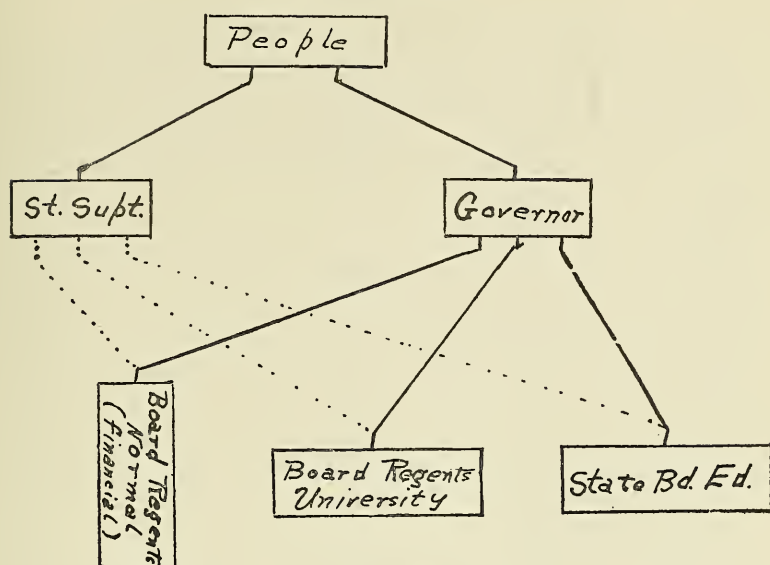 People
St. Supt.
Governor
Board Regents
Normal
(financial)
Board Regents
University
State Bd. Ed.